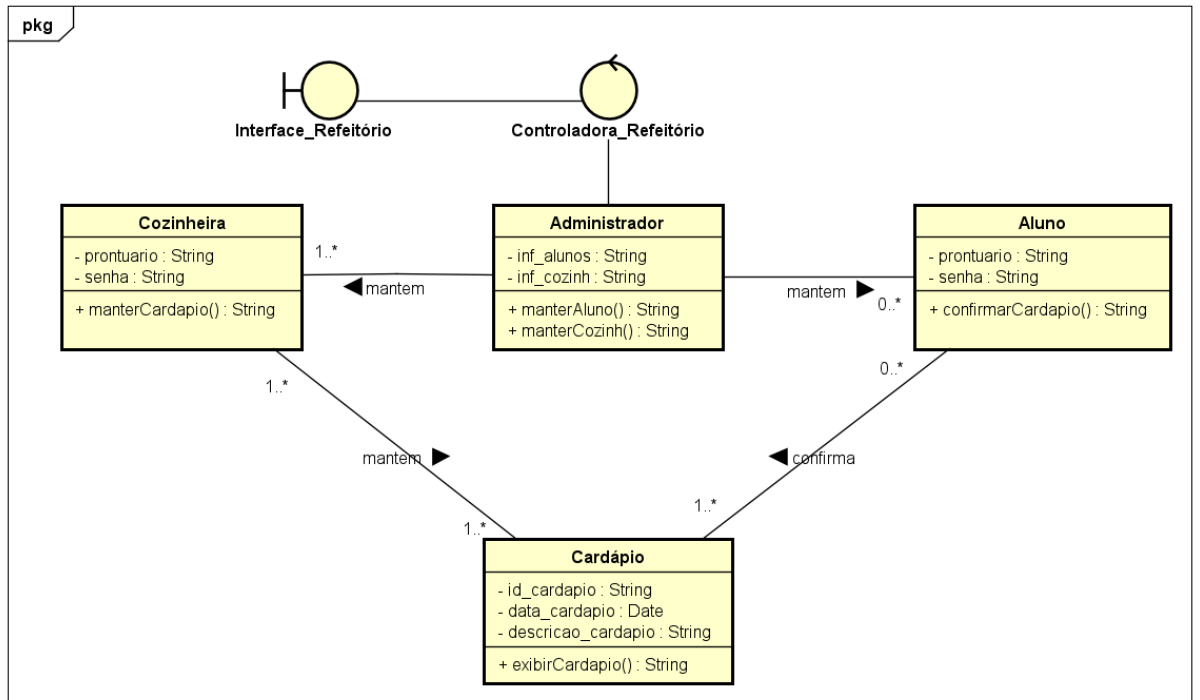 pkg
Interface_Refeitório
Controladora_Refeitório
Cozinheira
- prontuario : String
- senha : String
+ manterCardapio() : String
1..*
mantem
Administrador
- inf_alunos : String
- inf_cozinh : String
+ manterAluno() : String
+ manterCozinh() : String
mantem
0..*
Aluno
- prontuario : String
- senha : String
+ confirmarCardapio() : String
1..*
mantem
1..*
0..*
confirma
1..*
Cardápio
- id_cardapio : String
- data_cardapio : Date
- descricao_cardapio : String
+ exibirCardapio() : String